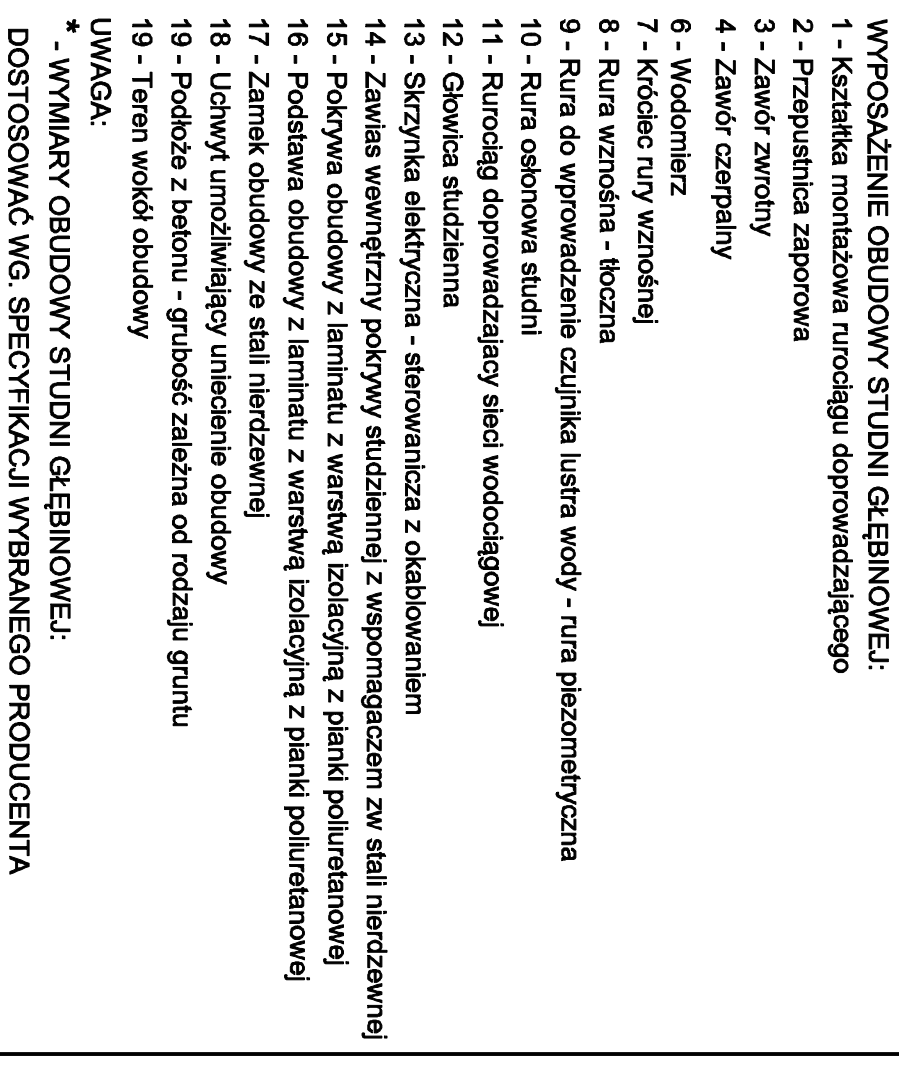 WYPOSAŻENIE OBUDOWY STUDNI GŁĘBINOWEJ:
1 - Kształtka montażowa rurociągu doprowadzającego
2 - Przepustnica zaporowa
3 - Zawór zwrotny
4 - Zawór czerpalny
6 - Wodomierz
7 - Króciec rury wznośnej
8 - Rura wznośna - tłoczna
9 - Rura do wprowadzenie czujnika lustra wody - rura piezometryczna
10 - Rura osłonowa studni
11 - Rurociąg doprowadzajacy sieci wodociągowej
12 - Głowica studzienna
13 - Skrzynka elektryczna - sterowanicza z okablowaniem
14 - Zawias wewnętrzny pokrywy studziennej z wspomagaczem zw stali nierdzewnej
15 - Pokrywa obudowy z laminatu z warstwą izolacyjną z pianki poliuretanowej
16 - Podstawa obudowy z laminatu z warstwą izolacyjną z pianki poliuretanowej
17 - Zamek obudowy ze stali nierdzewnej
18 - Uchwyt umożliwiający uniecienie obudowy
19 - Podłoże z betonu - grubość zależna od rodzaju gruntu
19 - Teren wokół obudowy
UWAGA:
* - WYMIARY OBUDOWY STUDNI GŁĘBINOWEJ:
DOSTOSOWAĆ WG. SPECYFIKACJI WYBRANEGO PRODUCENTA